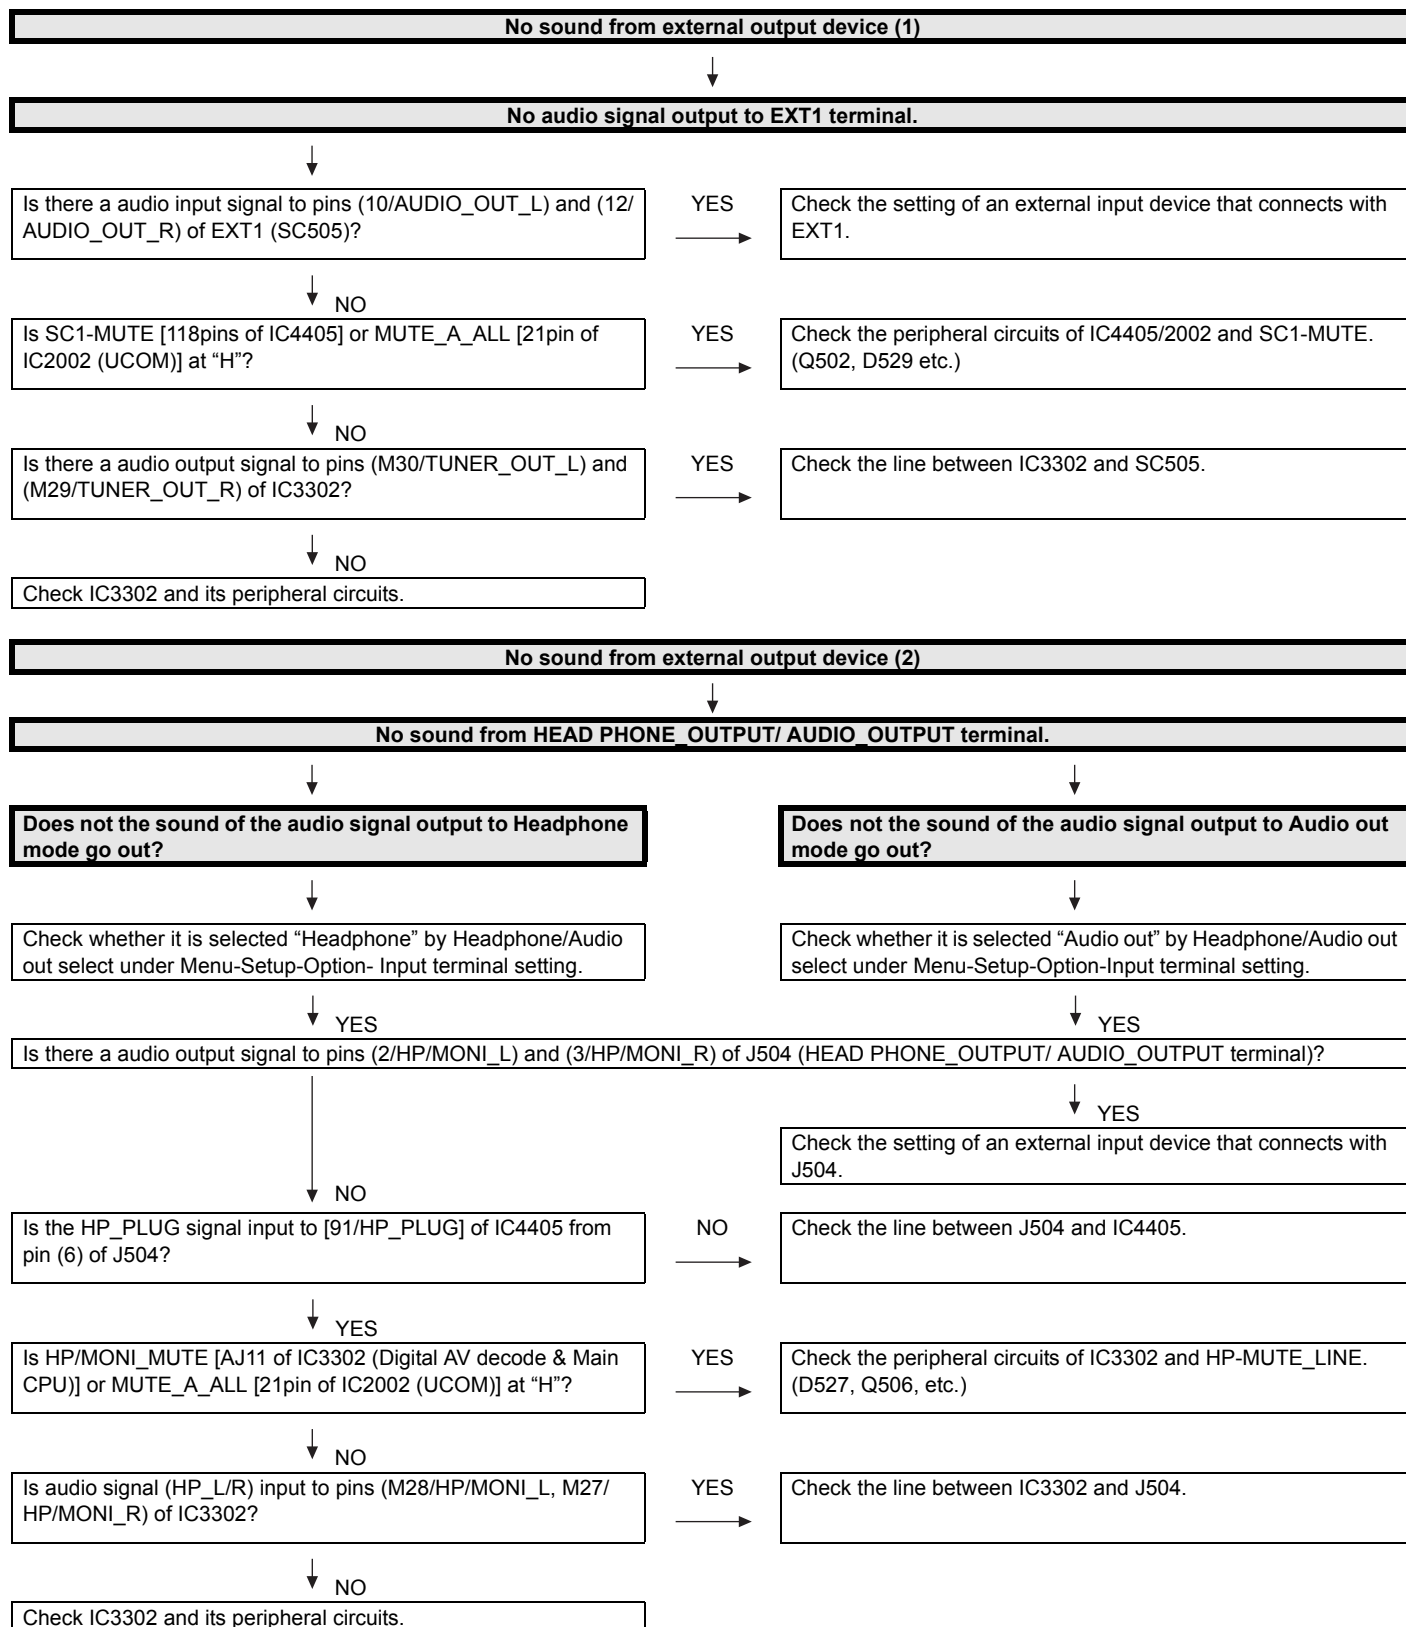 No sound from external output device (1)
No audio signal output to EXT1 terminal.
Is there a audio input signal to pins (10/AUDIO_OUT_L) and (12/
AUDIO_OUT_R) of EXT1 (SC505)?
YES
Check the setting of an external input device that connects with
EXT1.
NO
Is SC1-MUTE [118pins of IC4405] or MUTE_A_ALL [21pin of
IC2002 (UCOM)] at “H”?
YES
Check the peripheral circuits of IC4405/2002 and SC1-MUTE.
(Q502, D529 etc.)
NO
Is there a audio output signal to pins (M30/TUNER_OUT_L) and
(M29/TUNER_OUT_R) of IC3302?
YES
Check the line between IC3302 and SC505.
NO
Check IC3302 and its peripheral circuits.
No sound from external output device (2)
No sound from HEAD PHONE_OUTPUT/ AUDIO_OUTPUT terminal.
Does not the sound of the audio signal output to Headphone
mode go out?
Does not the sound of the audio signal output to Audio out
mode go out?
Check whether it is selected “Headphone” by Headphone/Audio
out select under Menu-Setup-Option- Input terminal setting.
Check whether it is selected “Audio out” by Headphone/Audio out
select under Menu-Setup-Option-Input terminal setting.
YES
YES
Is there a audio output signal to pins (2/HP/MONI_L) and (3/HP/MONI_R) of J504 (HEAD PHONE_OUTPUT/ AUDIO_OUTPUT terminal)?
YES
Check the setting of an external input device that connects with
J504.
NO
Is the HP_PLUG signal input to [91/HP_PLUG] of IC4405 from
pin (6) of J504?
NO
Check the line between J504 and IC4405.
YES
Is HP/MONI_MUTE [AJ11 of IC3302 (Digital AV decode & Main
CPU)] or MUTE_A_ALL [21pin of IC2002 (UCOM)] at “H”?
YES
Check the peripheral circuits of IC3302 and HP-MUTE_LINE.
(D527, Q506, etc.)
NO
Is audio signal (HP_L/R) input to pins (M28/HP/MONI_L, M27/
HP/MONI_R) of IC3302?
YES
Check the line between IC3302 and J504.
NO
Check IC3302 and its peripheral circuits.